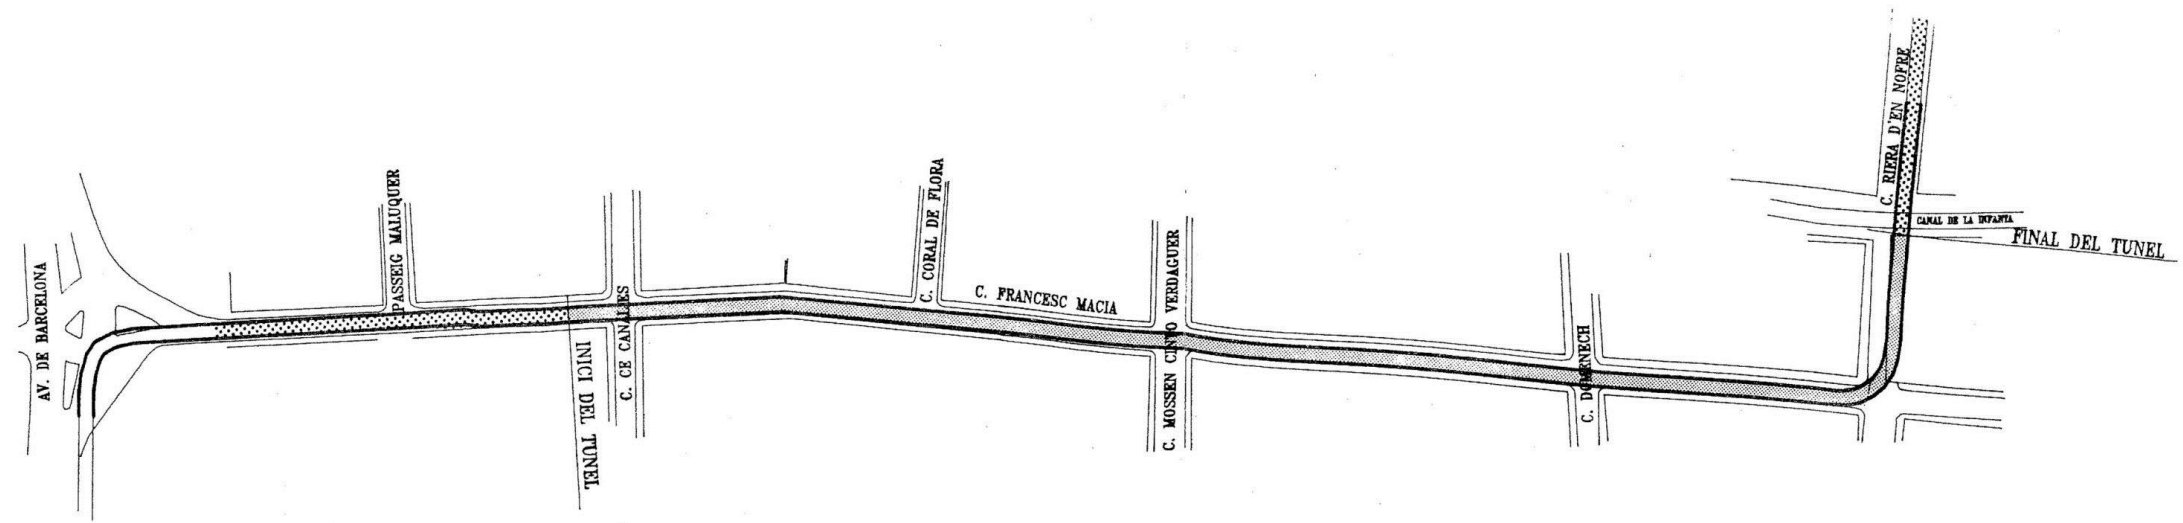 AV. DE BARCELONA
PASSEIG MALUQUER
INICI DEL TUNEL
C. CE CANALIES
C. CORAL DE FLORA
C. FRANCESC MACIA
C. MOSSEN CINTO VERDAGUER
C. DOMENECH
C. RIERA D'EN NOFRE
CANAL DE LA INFANTA
FINAL DEL TUNEL